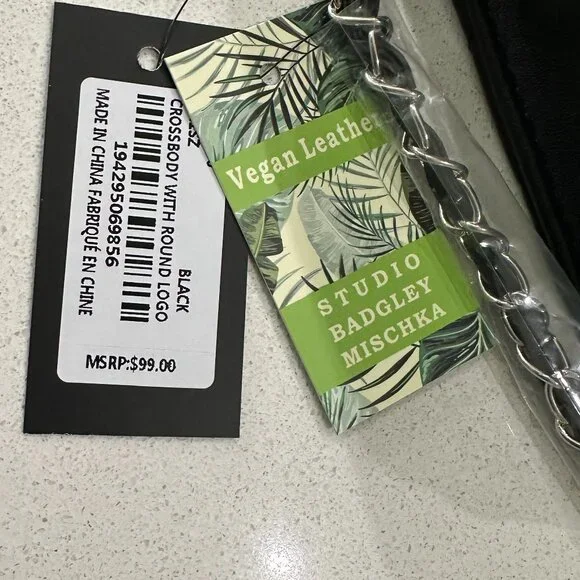 CROSSBODY WITH ROUND LOGO
BLACK
194295069856
MADE IN CHINA FABRIQUÉ EN CHINE
MSRP:$99.00
Vegan Leather
STUDIO
BADGLEY
MISCHKA